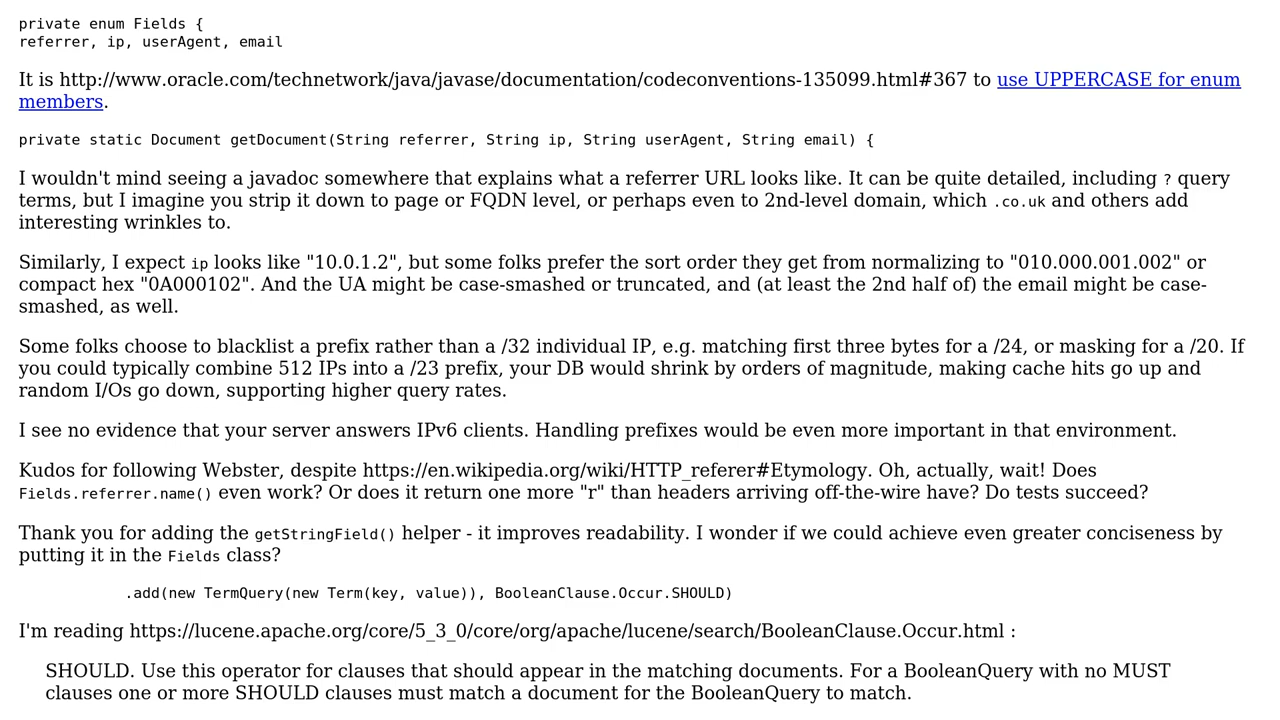 private enum Fields {
referrer, ip, userAgent, email
It is http://www.oracle.com/technetwork/java/javase/documentation/codeconventions-135099.html#367 to use UPPERCASE for enum
members.
private static Document getDocument(String referrer, String ip, String userAgent, String email) {
I wouldn't mind seeing a javadoc somewhere that explains what a referrer URL looks like. It can be quite detailed, including ? query
terms, but I imagine you strip it down to page or FQDN level, or perhaps even to 2nd-level domain, which .co.uk and others add
interesting wrinkles to.
Similarly, I expect ip looks like "10.0.1.2", but some folks prefer the sort order they get from normalizing to "010.000.001.002" or
compact hex "0A000102". And the UA might be case-smashed or truncated, and (at least the 2nd half of) the email might be case-
smashed, as well.
Some folks choose to blacklist a prefix rather than a /32 individual IP, e.g. matching first three bytes for a /24, or masking for a /20. If
you could typically combine 512 IPs into a /23 prefix, your DB would shrink by orders of magnitude, making cache hits go up and
random I/Os go down, supporting higher query rates.
I see no evidence that your server answers IPv6 clients. Handling prefixes would be even more important in that environment.
Kudos for following Webster, despite https://en.wikipedia.org/wiki/HTTP_referer#Etymology. Oh, actually, wait! Does
Fields.referrer.name() even work? Or does it return one more "r" than headers arriving off-the-wire have? Do tests succeed?
Thank you for adding the getStringField() helper - it improves readability. I wonder if we could achieve even greater conciseness by
putting it in the Fields class?
.add(new TermQuery(new Term(key, value)), BooleanClause.Occur.SHOULD)
I'm reading https://lucene.apache.org/core/5_3_0/core/org/apache/lucene/search/BooleanClause.Occur.html :
SHOULD. Use this operator for clauses that should appear in the matching documents. For a BooleanQuery with no MUST
clauses one or more SHOULD clauses must match a document for the BooleanQuery to match.